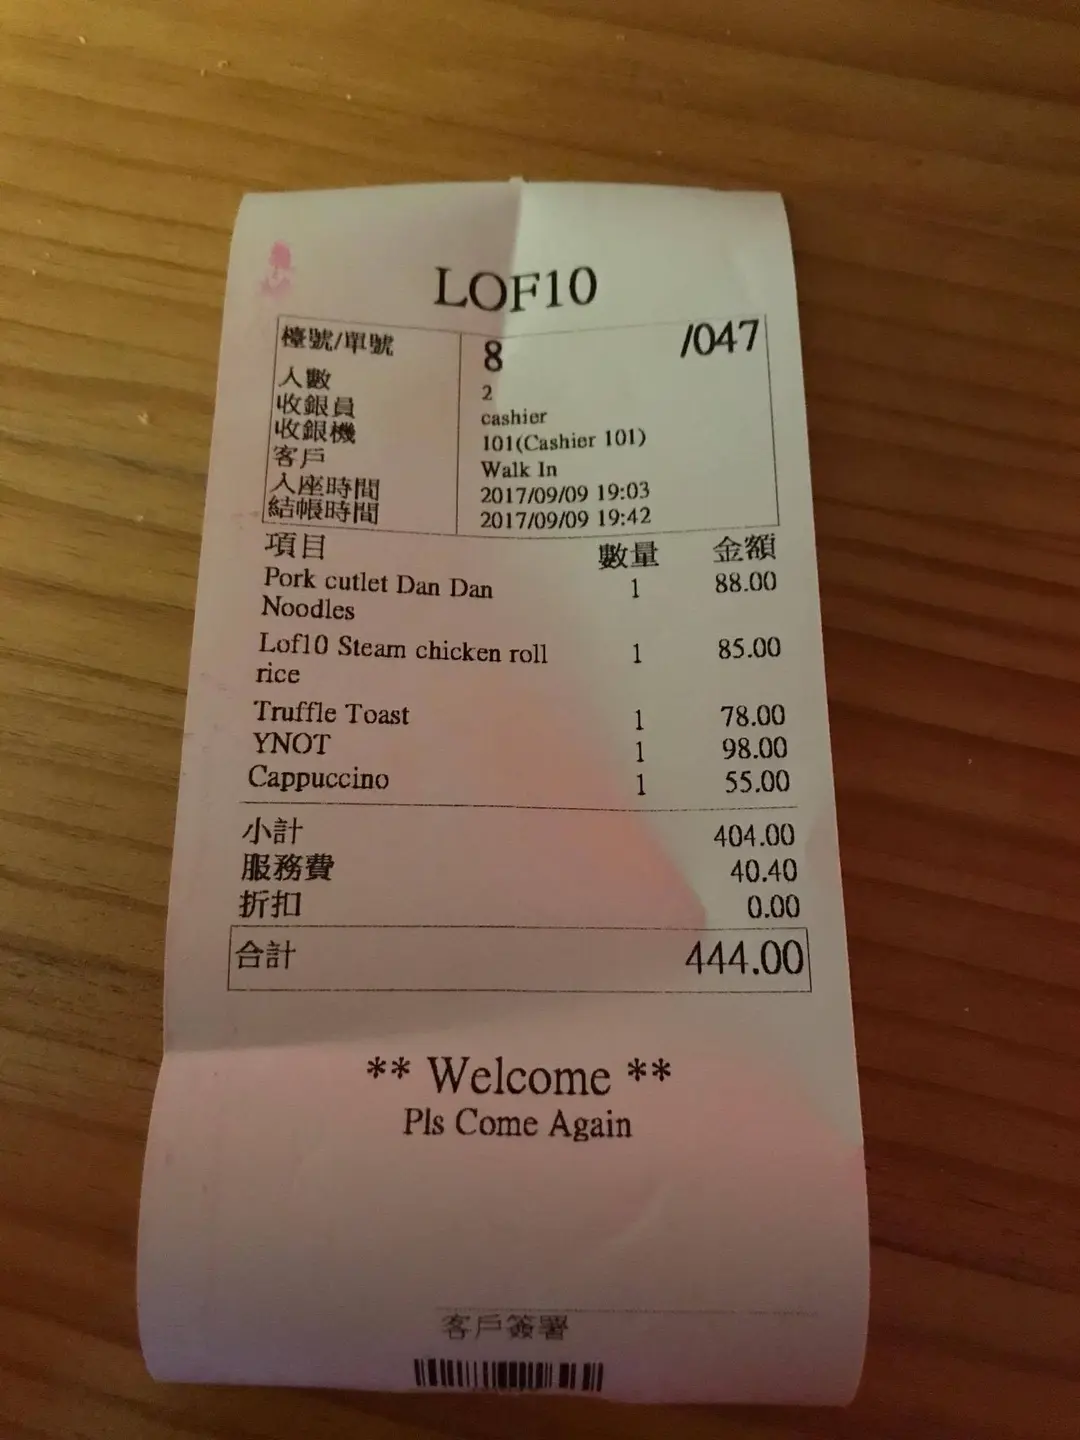 LOF10
檯號/單號 8 /047
人數 2
收銀員 cashier
收銀機 101(Cashier 101)
客戶 Walk In
入座時間 2017/09/09 19:03
結帳時間 2017/09/09 19:42
項目 數量 金額
Pork cutlet Dan Dan 1 88.00
Noodles
Lof10 Steam chicken roll 1 85.00
rice
Truffle Toast 1 78.00
YNOT 1 98.00
Cappuccino 1 55.00
小計 404.00
服務費 40.40
折扣 0.00
合計 444.00
** Welcome **
Pls Come Again
客戶簽署